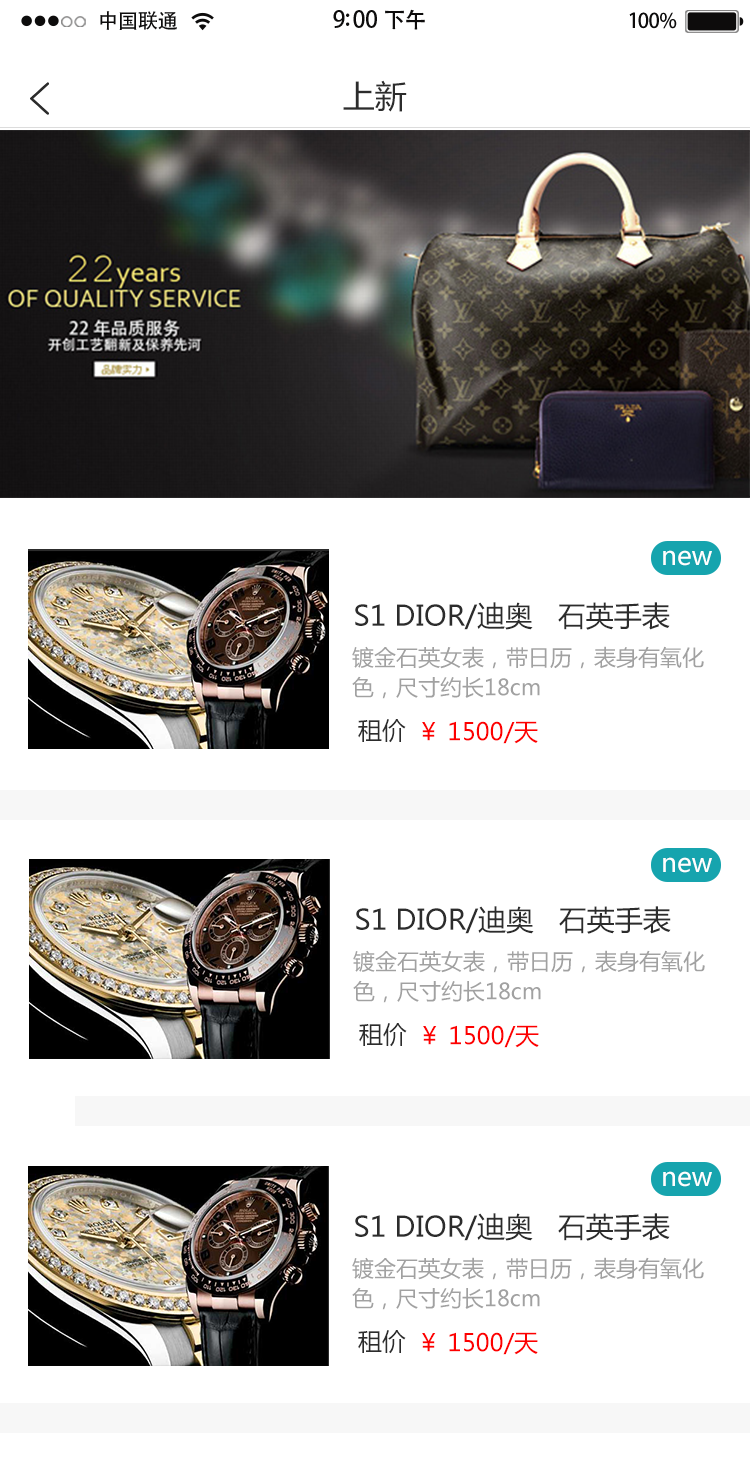 中国联通
9:00 下午
100%
上新
22years
OF QUALITY SERVICE
22 年品质服务
开创工艺翻新及保养先河
品牌实力
PRADA
new
S1 DIOR/迪奥 石英手表
镀金石英女表，带日历，表身有氧化
色，尺寸约长18cm
租价 ¥ 1500/天
ROLEX
new
S1 DIOR/迪奥 石英手表
镀金石英女表，带日历，表身有氧化
色，尺寸约长18cm
租价 ¥ 1500/天
ROLEX
new
S1 DIOR/迪奥 石英手表
镀金石英女表，带日历，表身有氧化
色，尺寸约长18cm
租价 ¥ 1500/天
ROLEX